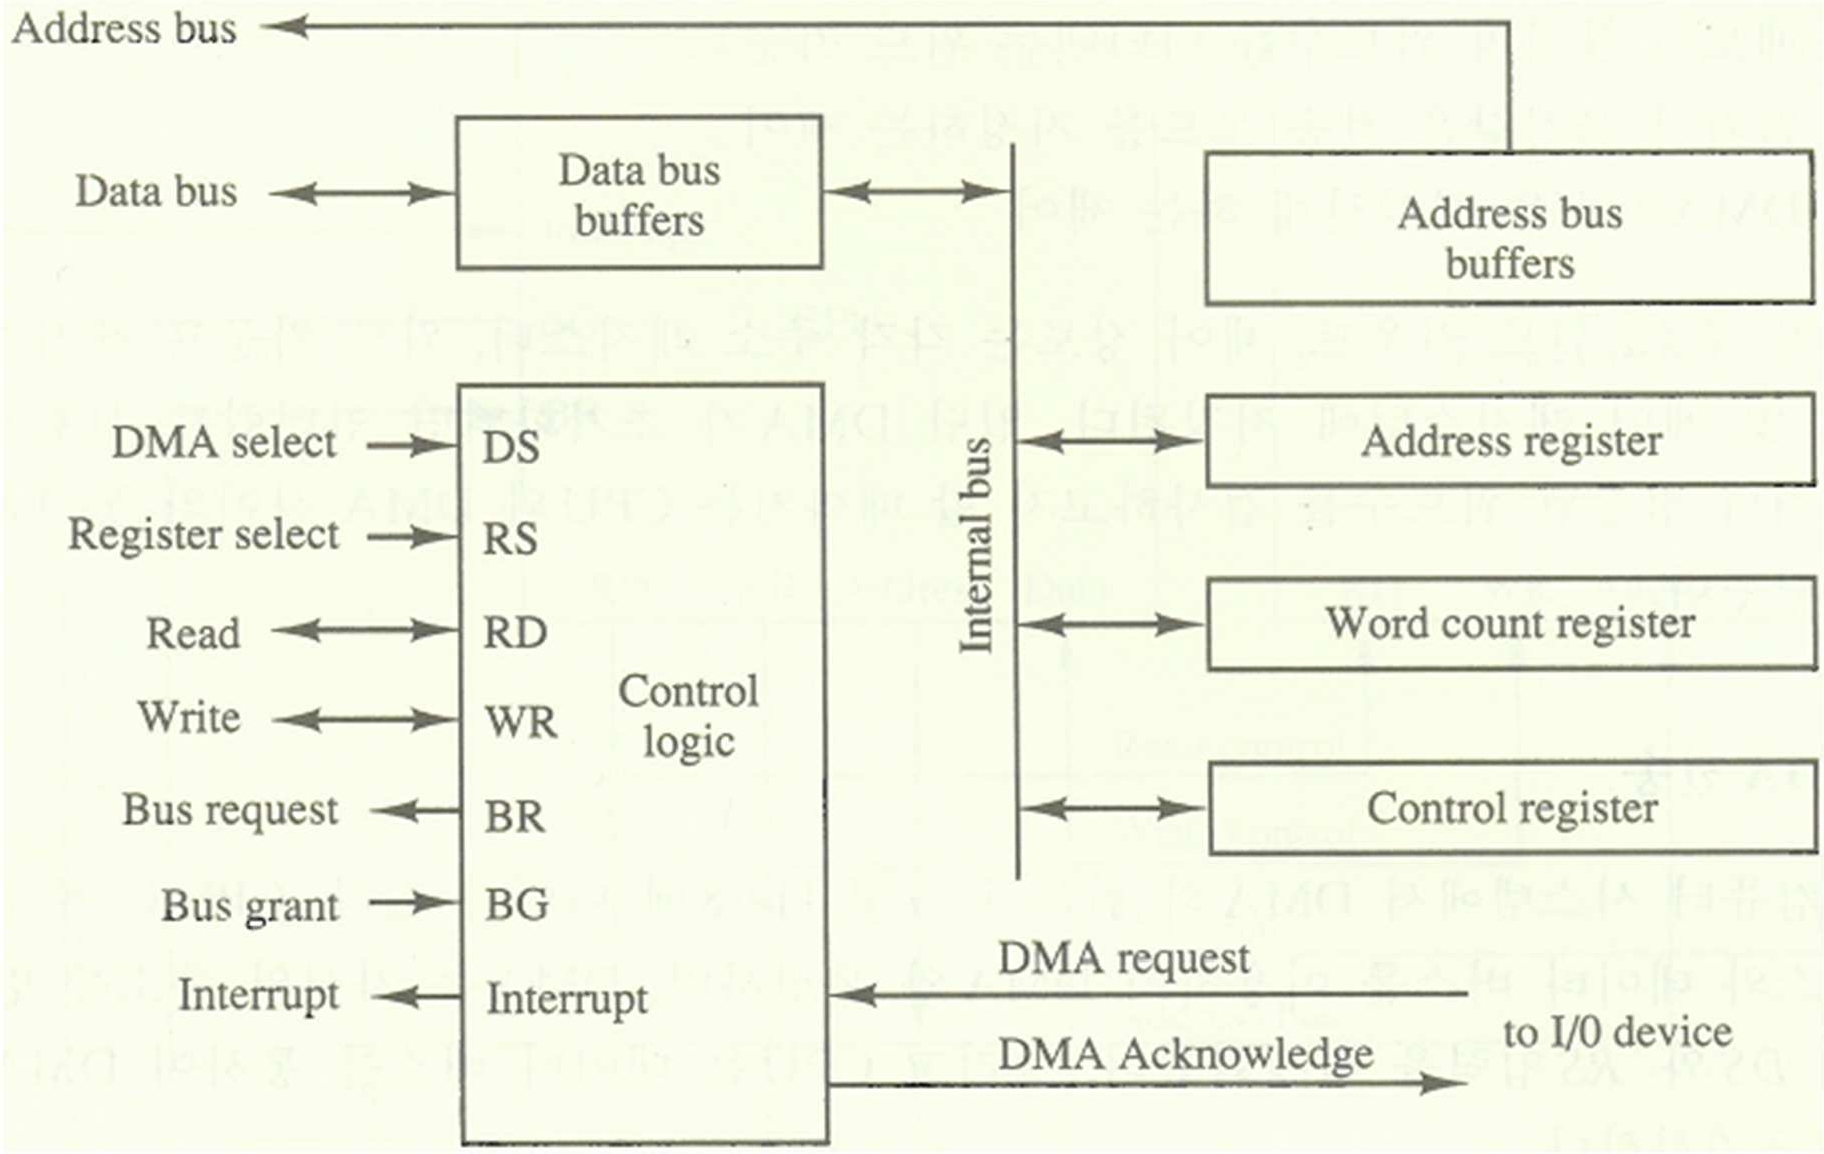 Address bus
Data bus
Data bus
buffers
Address bus
buffers
DMA select
DS
Register select
RS
Read
RD
Write
WR
Control
logic
Bus request
BR
Bus grant
BG
Interrupt
Interrupt
Internal bus
Address register
Word count register
Control register
DMA request
DMA Acknowledge
to I/0 device